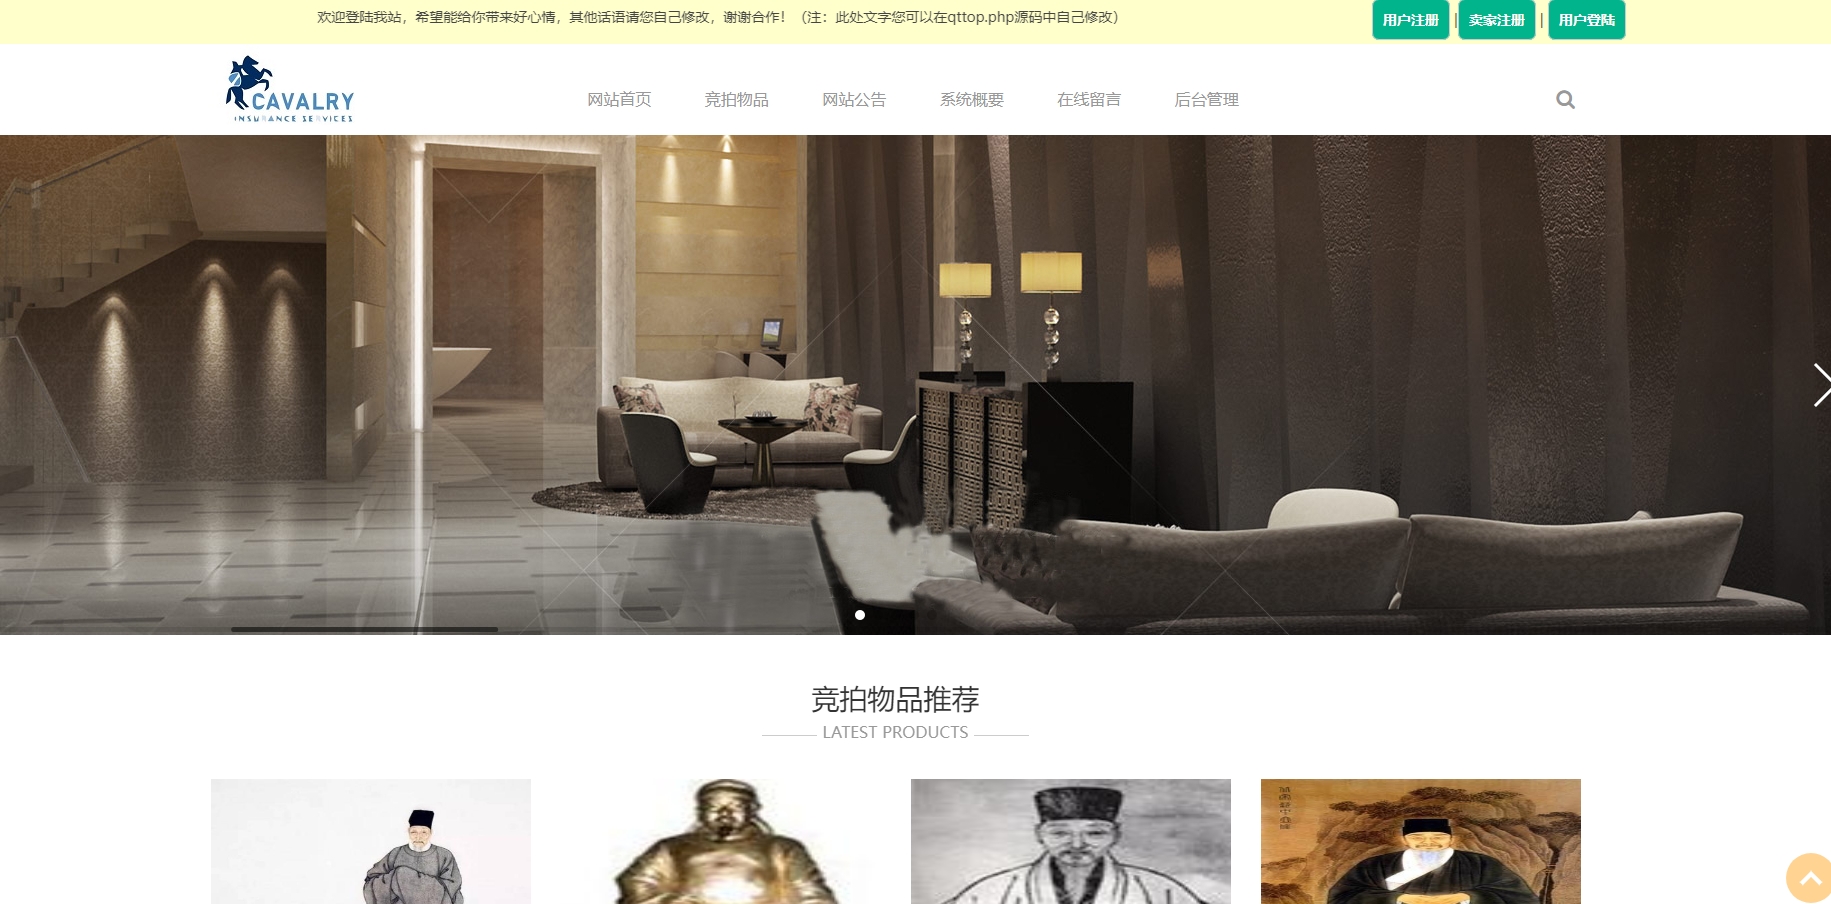 欢迎登陆我站，希望能给你带来好心情，其他话语请您自己修改，谢谢合作！（注：此处文字您可以在qttop.php源码中自己修改）
用户注册 | 卖家注册 | 用户登陆
CAVALRY
INSURANCE SERVICES
网站首页 竞拍物品 网站公告 系统概要 在线留言 后台管理
竞拍物品推荐
LATEST PRODUCTS